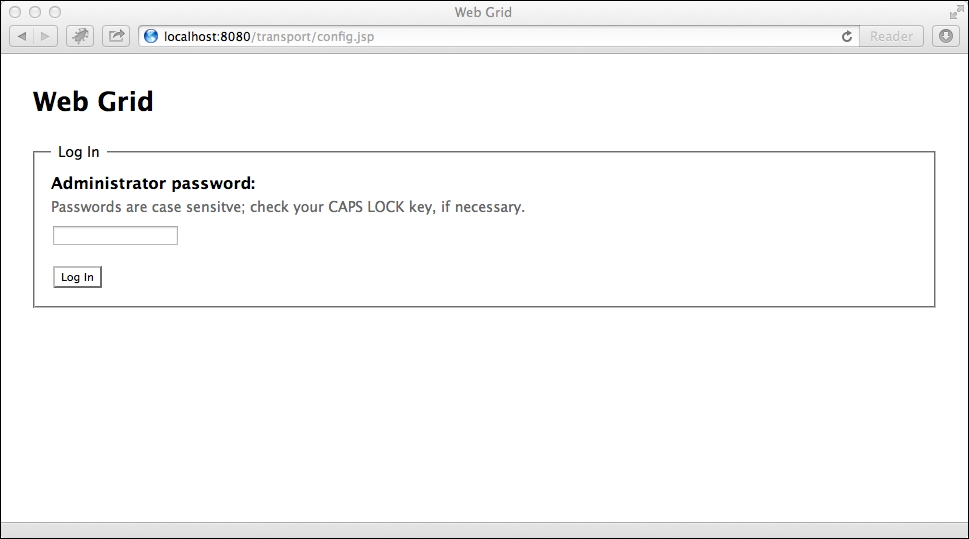 Web Grid
localhost:8080/transport/config.jsp
Reader
Web Grid
Log In
Administrator password:
Passwords are case sensitve; check your CAPS LOCK key, if necessary.
Log In